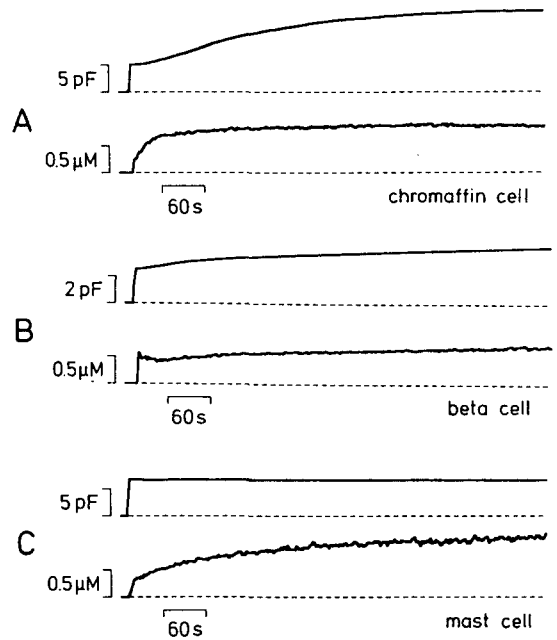 5 pF
A
0.5 µM
60 s
chromaffin cell
2 pF
B
0.5 µM
60 s
beta cell
5 pF
C
0.5 µM
60 s
mast cell